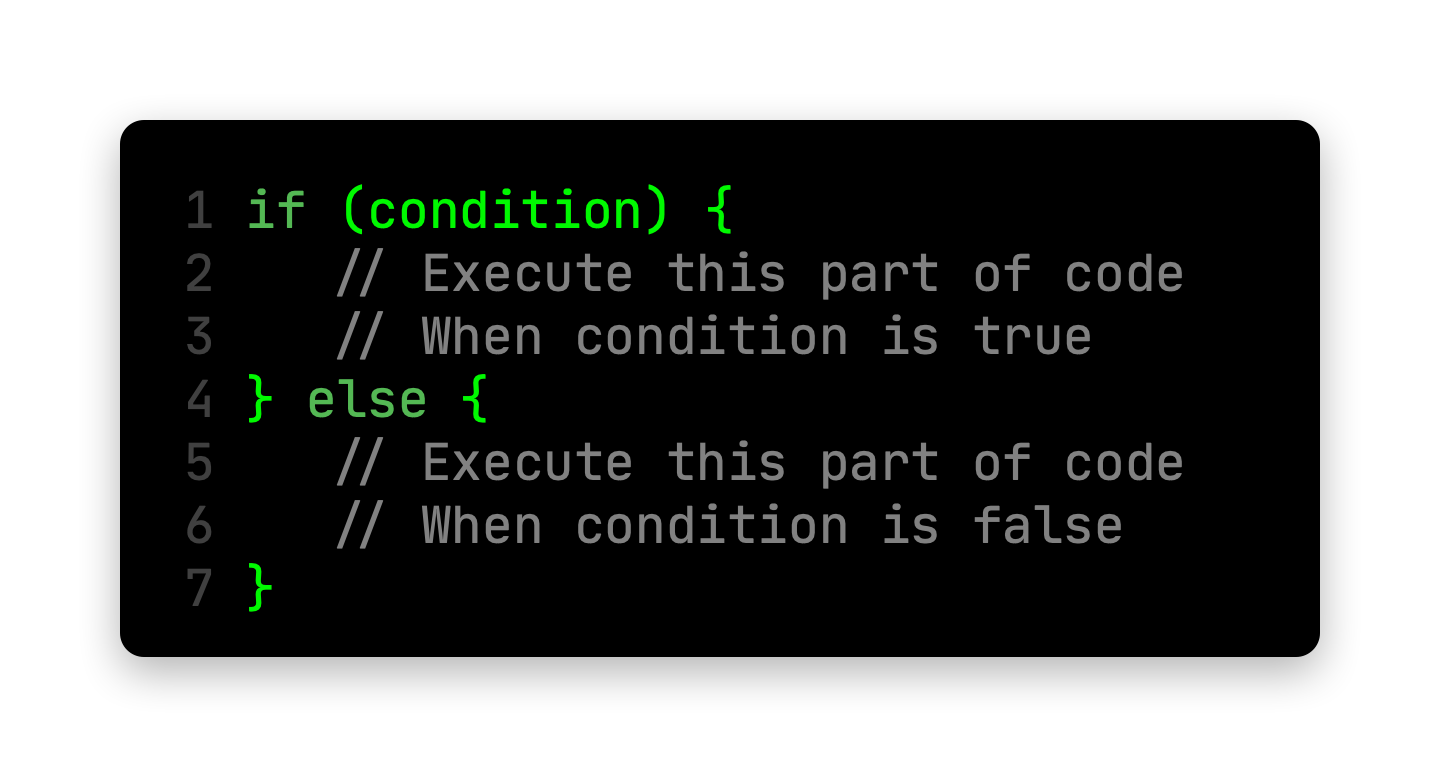 1 if (condition) {
2    // Execute this part of code
3    // When condition is true
4 } else {
5    // Execute this part of code
6    // When condition is false
7 }